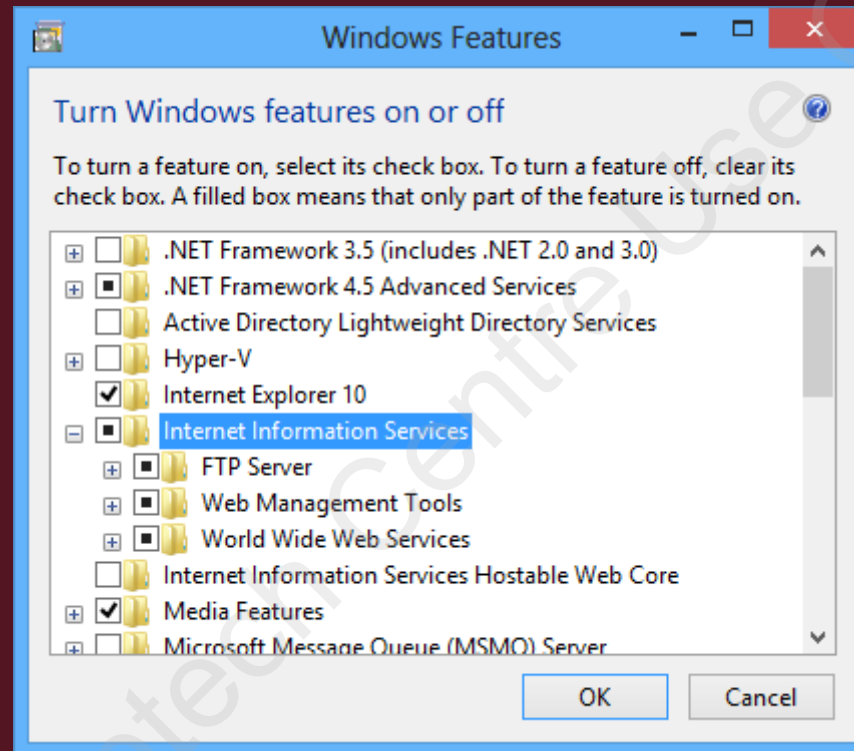 Windows Features
Turn Windows features on or off
To turn a feature on, select its check box. To turn a feature off, clear its
check box. A filled box means that only part of the feature is turned on.
.NET Framework 3.5 (includes .NET 2.0 and 3.0)
.NET Framework 4.5 Advanced Services
Active Directory Lightweight Directory Services
Hyper-V
Internet Explorer 10
Internet Information Services
FTP Server
Web Management Tools
World Wide Web Services
Internet Information Services Hostable Web Core
Media Features
Microsoft Message Queue (MSMQ) Server
OK Cancel
Centre Use